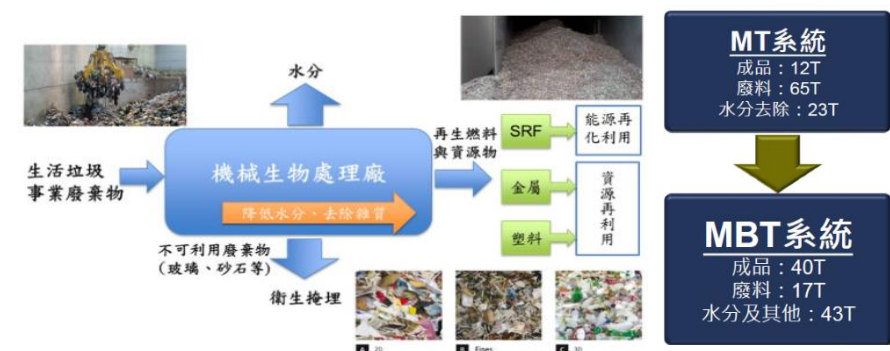 水分
生活垃圾
事業廢棄物
機械生物處理廠
降低水分、去除雜質
再生燃料
與資源物
SRF
能源再
化利用
金屬
塑料
資源再利用
不可利用廢棄物
(玻璃、砂石等)
衛生掩埋
A 2D
B Fines
C 3D
MT系統
成品：12T
廢料：65T
水分去除：23T
MBT系統
成品：40T
廢料：17T
水分及其他：43T